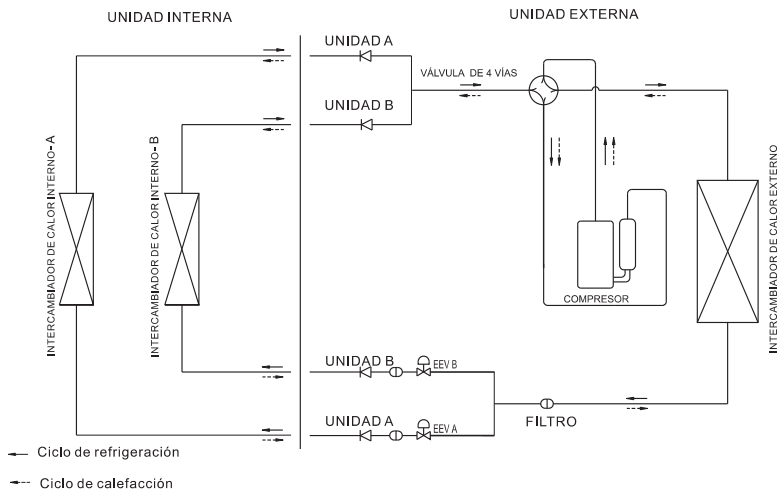 UNIDAD INTERNA
UNIDAD EXTERNA
UNIDAD A
VÁLVULA DE 4 VÍAS
UNIDAD B
INTERCAMBIADOR DE CALOR INTERNO-A
INTERCAMBIADOR DE CALOR INTERNO-B
INTERCAMBIADOR DE CALOR EXTERNO
COMPRESOR
UNIDAD B
EEV B
UNIDAD A
EEV A
FILTRO
Ciclo de refrigeración
Ciclo de calefacción